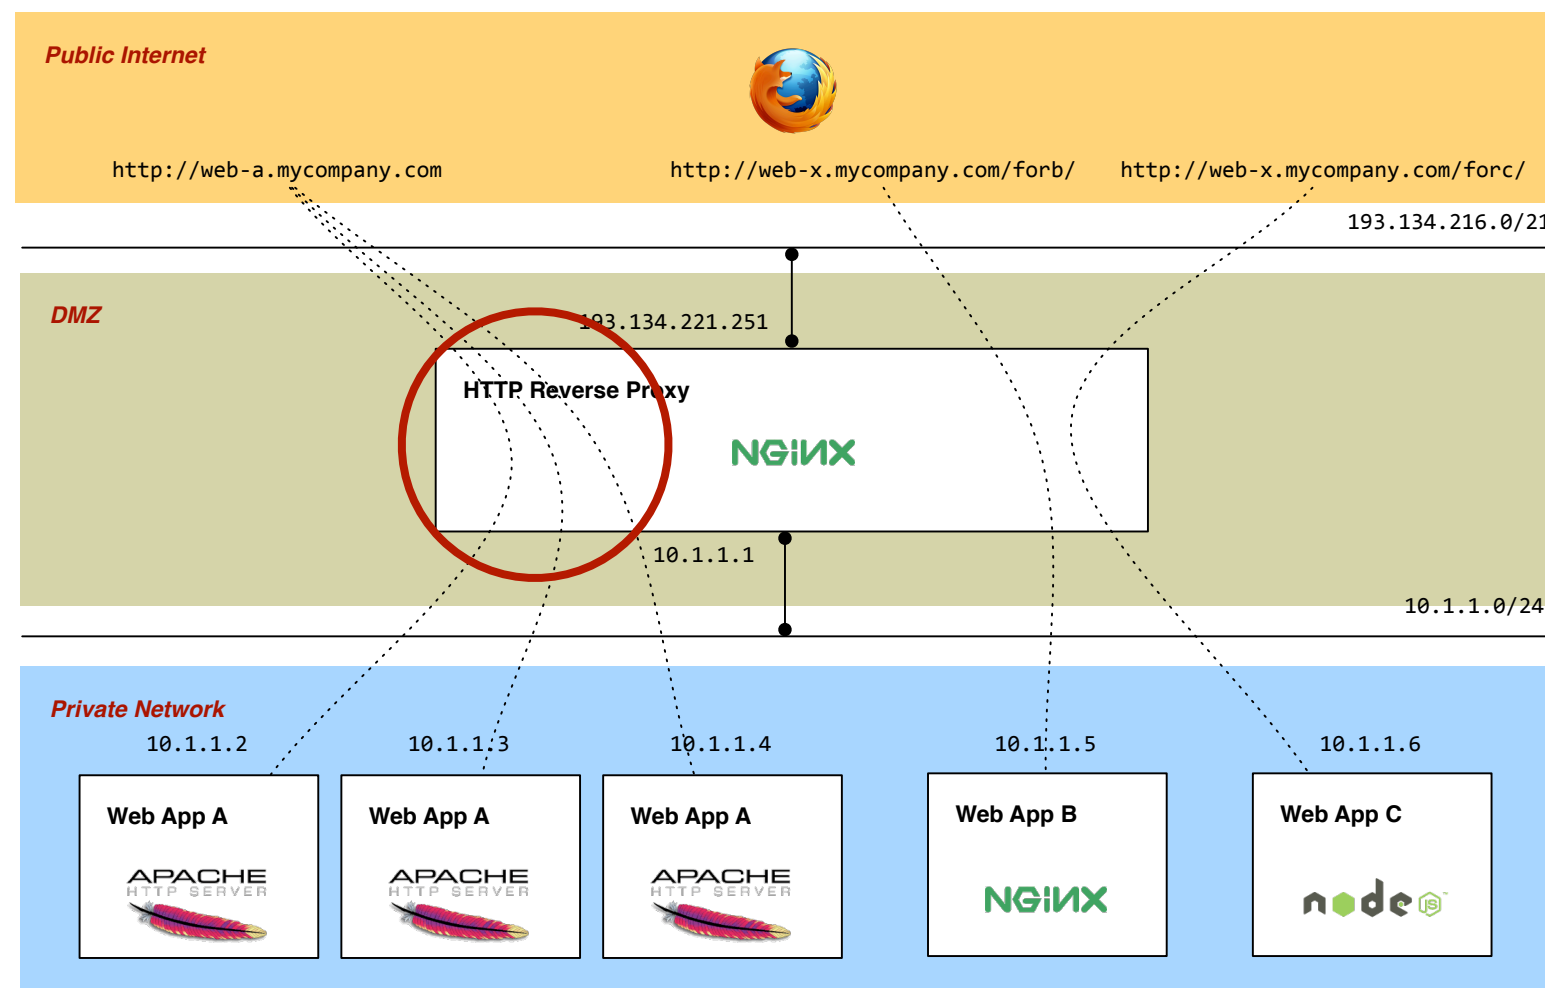 Public Internet
http://web-a.mycompany.com
http://web-x.mycompany.com/forb/
http://web-x.mycompany.com/forc/
193.134.216.0/21
DMZ
193.134.221.251
HTTP Reverse Proxy
NGINX
10.1.1.1
10.1.1.0/24
Private Network
10.1.1.2
10.1.1.3
10.1.1.4
10.1.1.5
10.1.1.6
Web App A
Web App A
Web App A
Web App B
Web App C
APACHE
HTTP SERVER
APACHE
HTTP SERVER
APACHE
HTTP SERVER
NGINX
node
JS